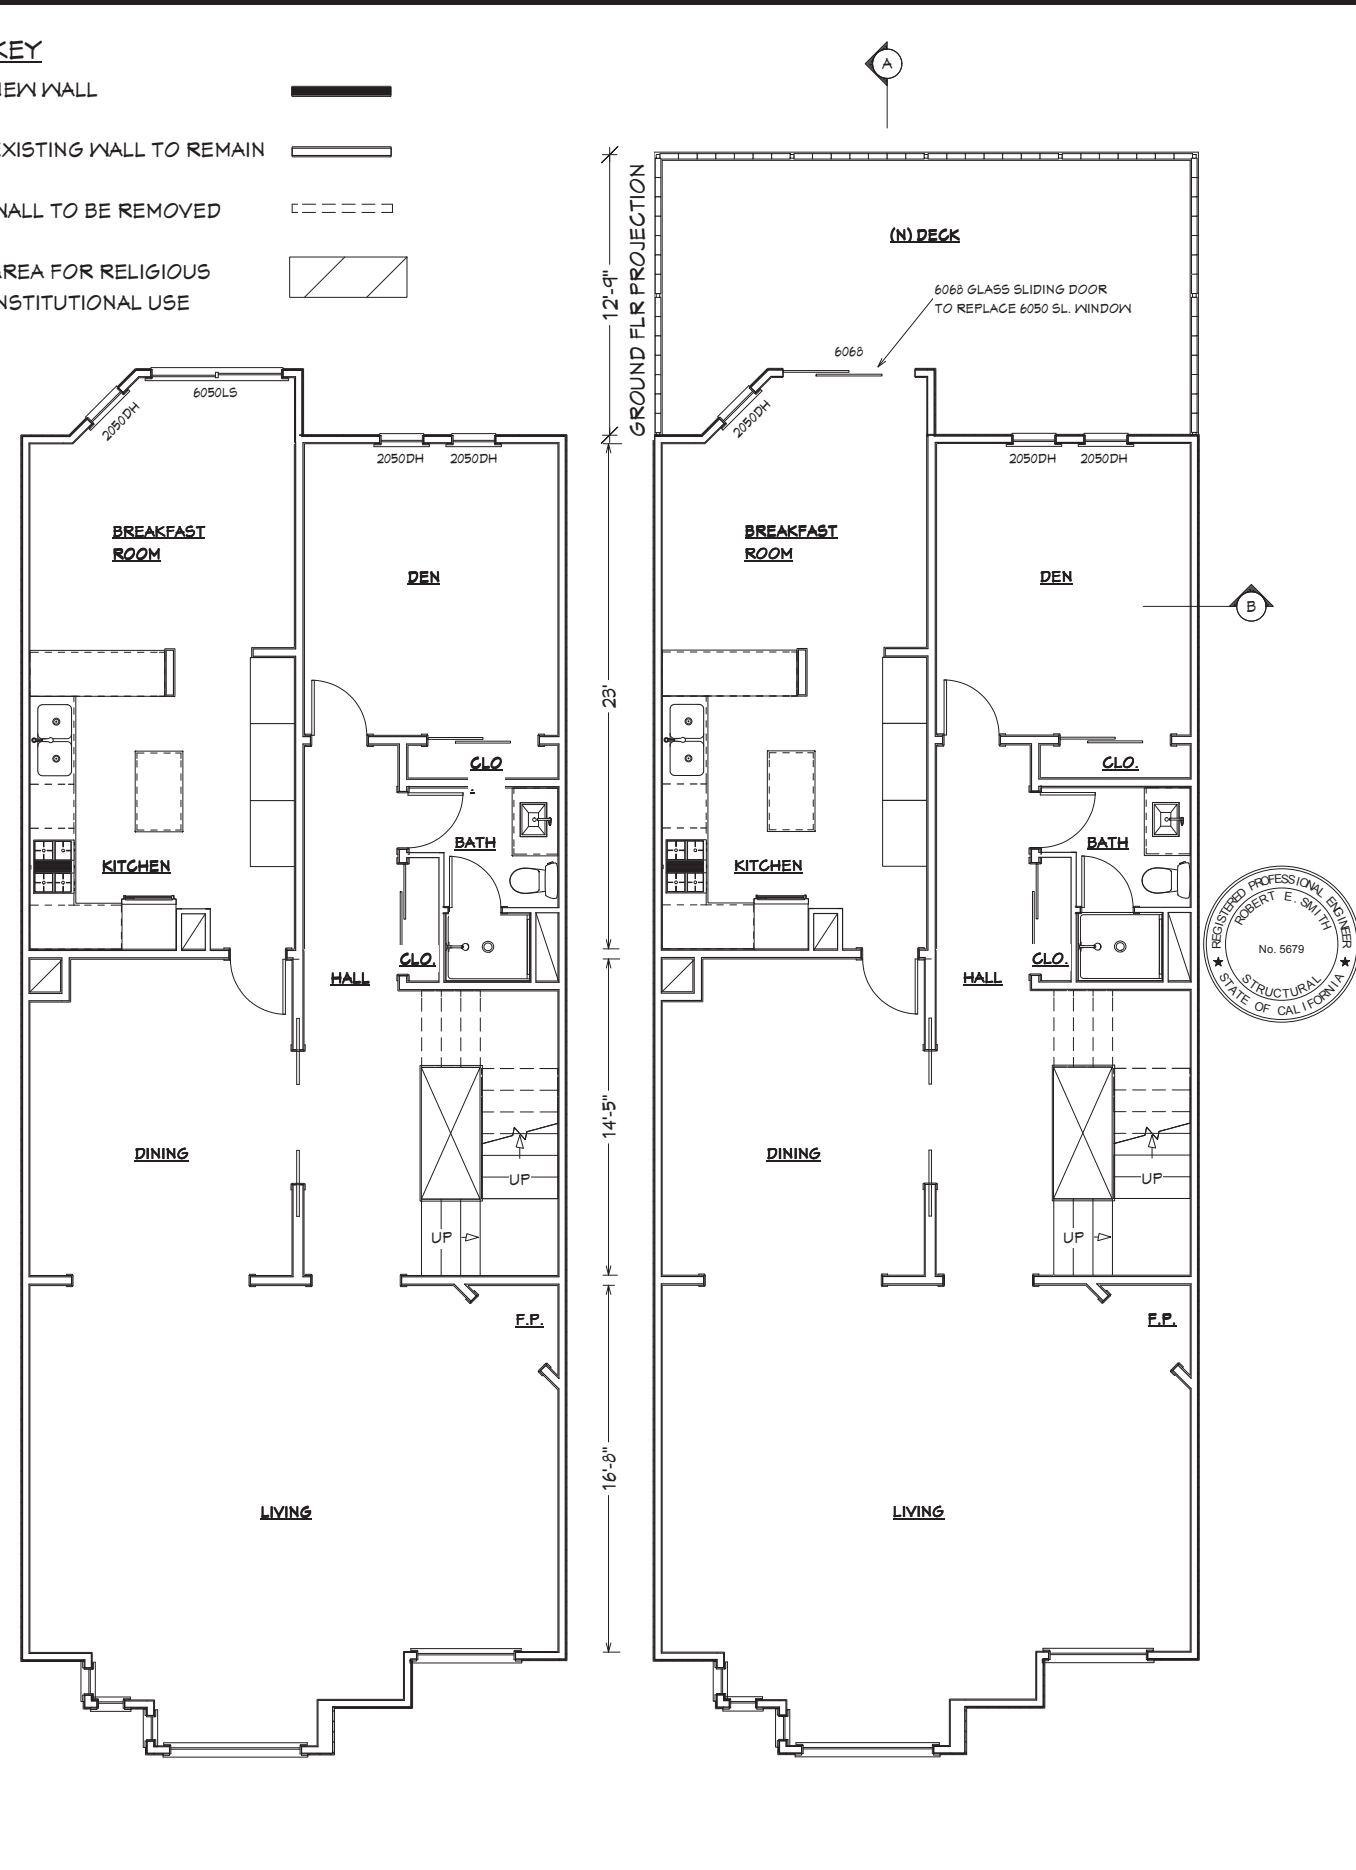 KEY
NEW WALL
EXISTING WALL TO REMAIN
WALL TO BE REMOVED
AREA FOR RELIGIOUS
INSTITUTIONAL USE
6050LS
2050DH
2050DH
2050DH
BREAKFAST
ROOM
DEN
CLO
.
BATH
KITCHEN
CLO.
HALL
DINING
UP
UP
F.P.
LIVING
A
12'-9"
GROUND FLR PROJECTION
23'
14'-5"
16'-8"
(N) DECK
6068 GLASS SLIDING DOOR
TO REPLACE 6050 SL. WINDOW
6068
2050DH
2050DH
2050DH
BREAKFAST
ROOM
DEN
B
CLO.
BATH
KITCHEN
CLO.
HALL
DINING
UP
UP
F.P.
LIVING
REGISTERED PROFESSIONAL ENGINEER
ROBERT E. SMITH
No. 5679
STRUCTURAL
STATE OF CALIFORNIA